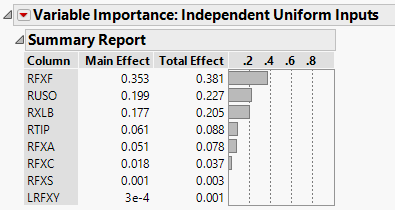 Variable Importance: Independent Uniform Inputs
Summary Report
Column Main Effect Total Effect .2 .4 .6 .8
RFXF 0.353 0.381
RUSO 0.199 0.227
RXLB 0.177 0.205
RTIP 0.061 0.088
RFXA 0.051 0.078
RFXC 0.018 0.037
RFXS 0.001 0.003
LRFXY 3e-4 0.001